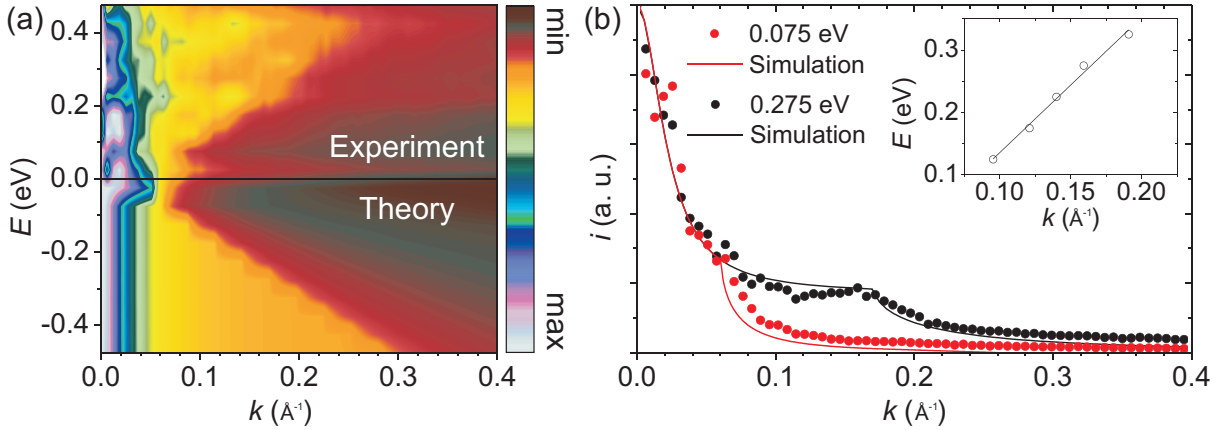 (a)
0.4
0.2
0.0
-0.2
-0.4
E (eV)
Experiment
Theory
0.0 0.1 0.2 0.3 0.4
k (Å⁻¹)
min
max
(b)
i (a. u.)
0.075 eV
Simulation
0.275 eV
Simulation
0.0 0.1 0.2 0.3 0.4
k (Å⁻¹)
E (eV)
0.3
0.2
0.1
0.10 0.15 0.20
k (Å⁻¹)